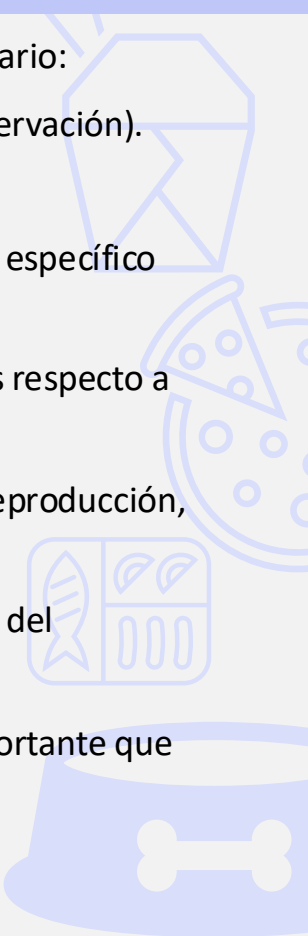 ario:
ervación).
específico
s respecto a
eproducción,
del
ortante que